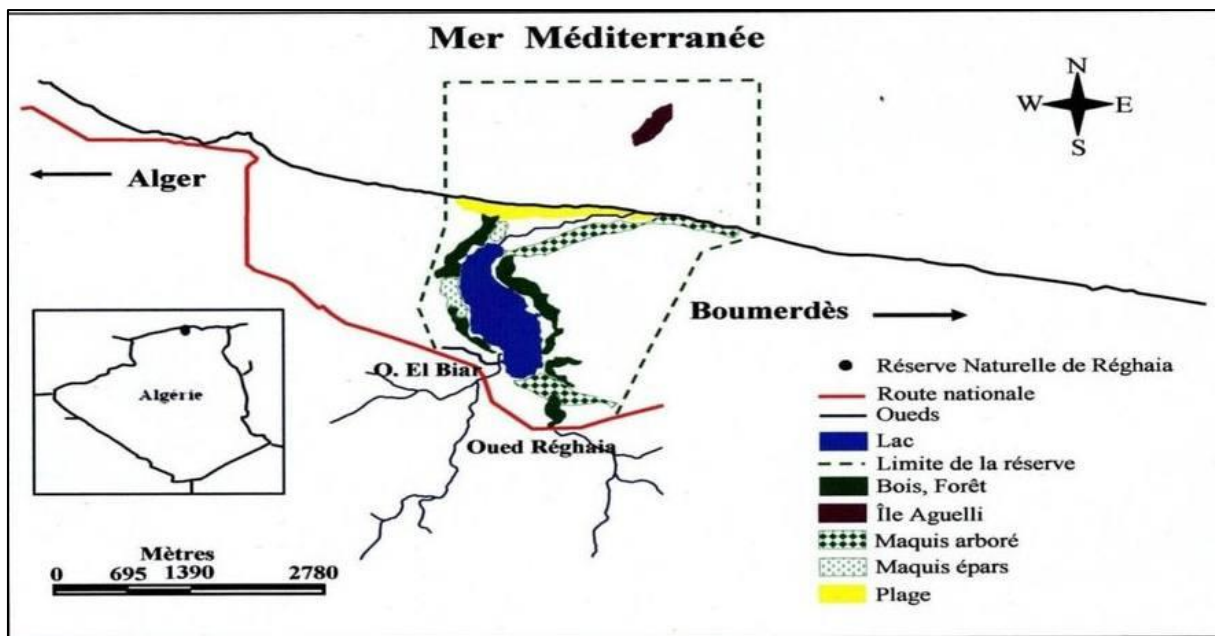 Mer Méditerranée
N
W E
S
Alger
Boumerdès
O. El Biar
Algérie
Oued Réghaia
Réserve Naturelle de Réghaia
Route nationale
Oueds
Lac
Limite de la réserve
Bois, Forêt
Île Aguelli
Maquis arboré
Maquis épars
Plage
Mètres
0 695 1390 2780